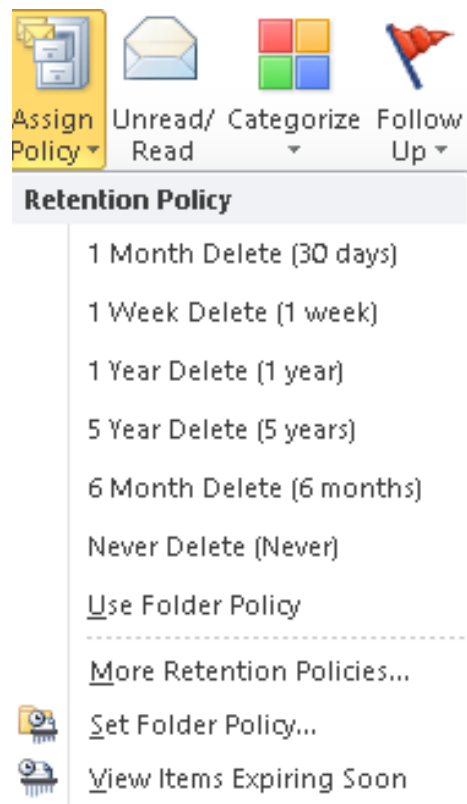 Assign Unread/ Categorize Follow
Policy Read Up
Retention Policy
1 Month Delete (30 days)
1 Week Delete (1 week)
1 Year Delete (1 year)
5 Year Delete (5 years)
6 Month Delete (6 months)
Never Delete (Never)
Use Folder Policy
More Retention Policies...
Set Folder Policy...
View Items Expiring Soon